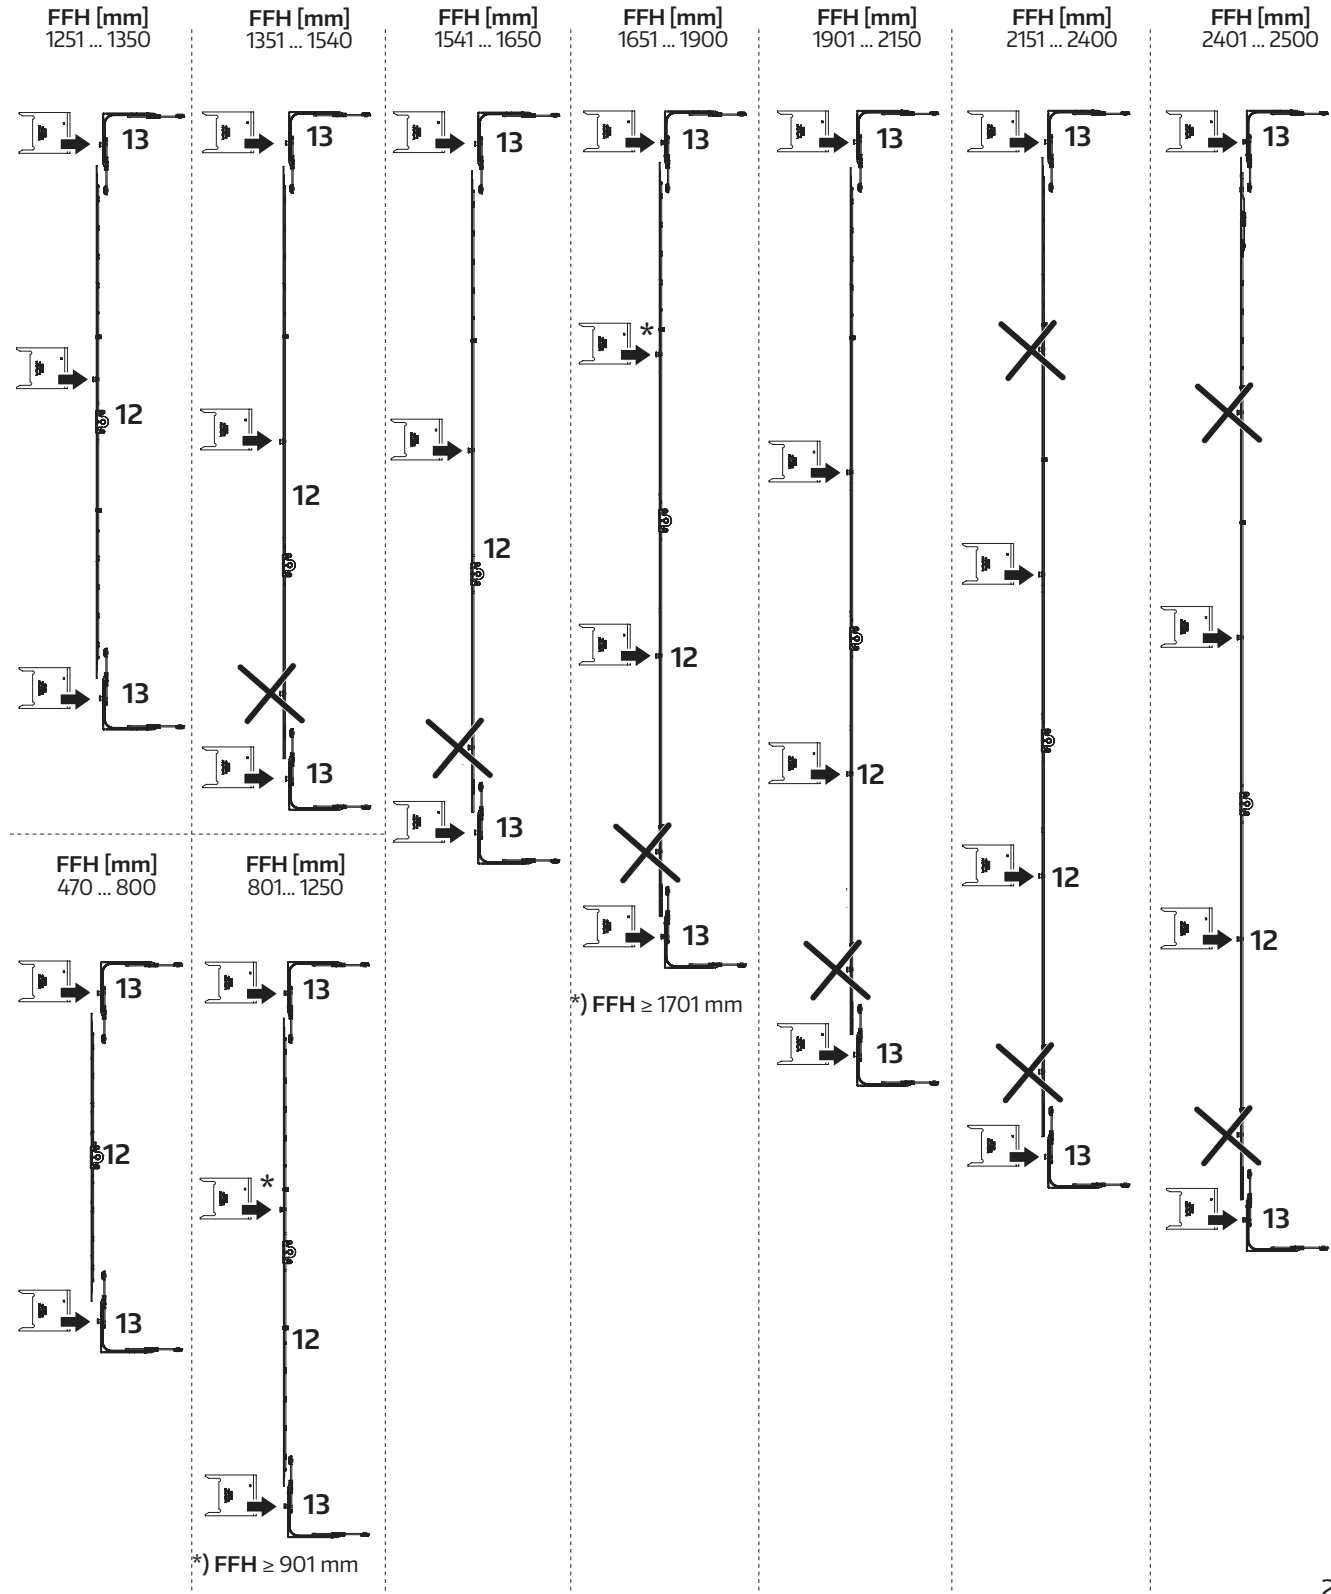 FFH [mm]
1251 ... 1350
13
12
13
FFH [mm]
1351 ... 1540
13
12
13
FFH [mm]
1541 ... 1650
13
12
13
FFH [mm]
1651 ... 1900
13
*
12
13
*) FFH ≥ 1701 mm
FFH [mm]
1901 ... 2150
13
12
13
FFH [mm]
2151 ... 2400
13
12
13
FFH [mm]
2401 ... 2500
13
12
13
FFH [mm]
470 ... 800
13
12
13
FFH [mm]
801... 1250
13
*
12
13
*) FFH ≥ 901 mm
2